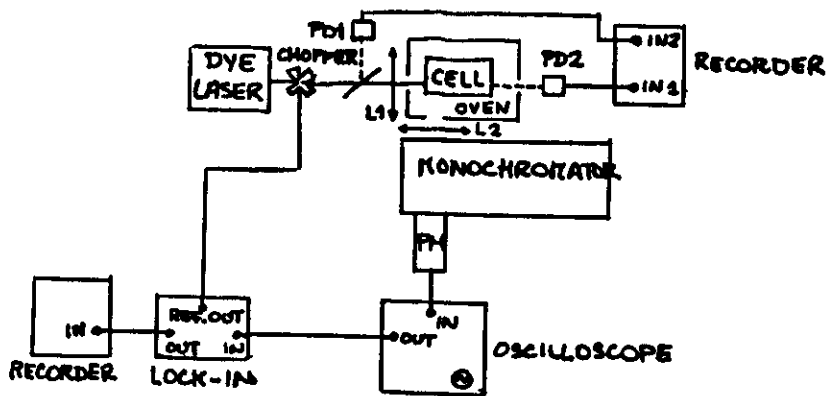 PD1
IN2
DYE
LASER
CHOPPER
L1
CELL
OVEN
PD2
IN1
RECORDER
L2
MONOCHROMATOR
PM
REF.OUT
IN
OUT
IN
IN
OUT
RECORDER
LOCK-IN
OSCILLOSCOPE